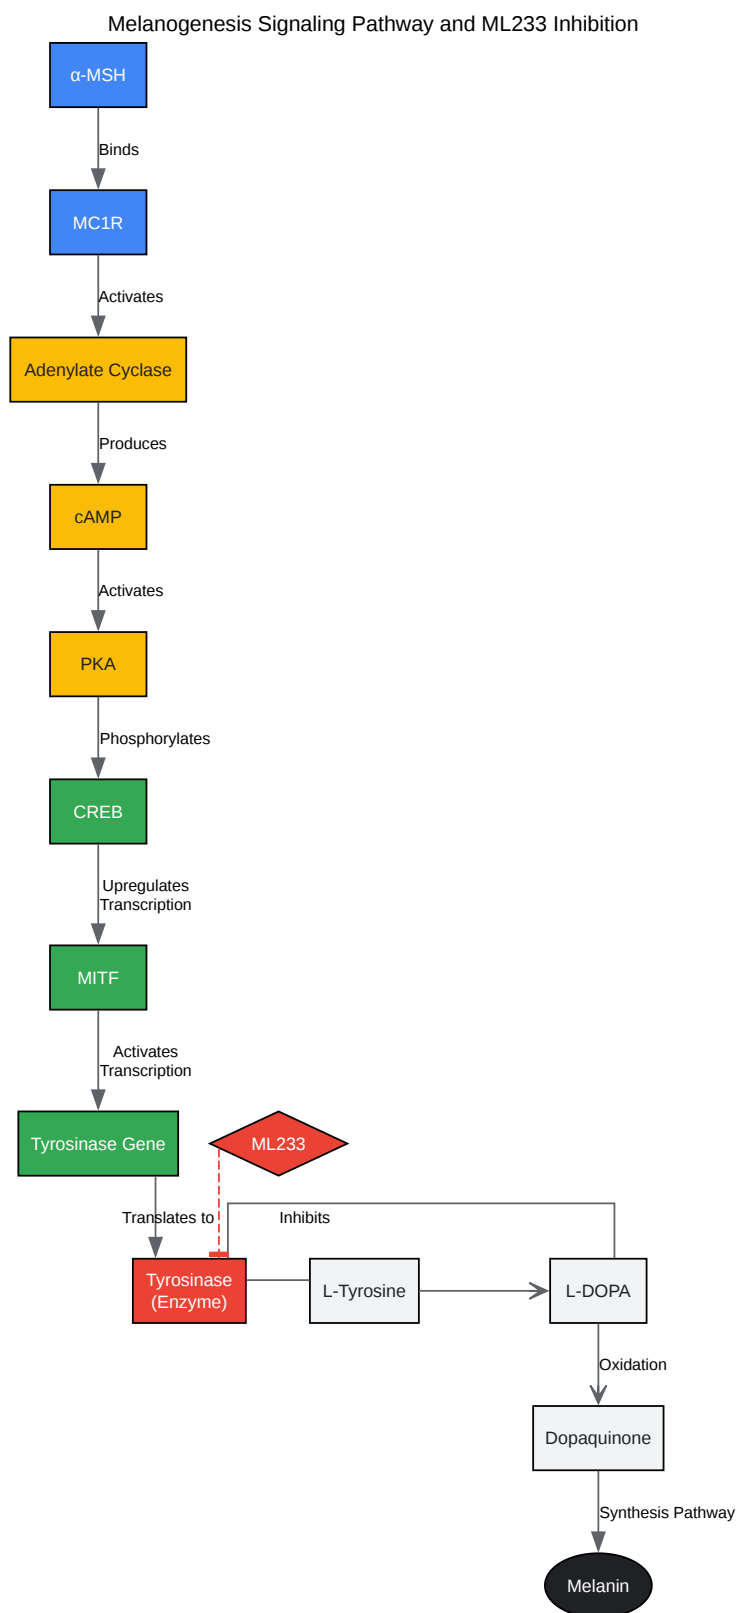 Melanogenesis Signaling Pathway and ML233 Inhibition
α-MSH
Binds
MC1R
Activates
Adenylate Cyclase
Produces
cAMP
Activates
PKA
Phosphorylates
CREB
Upregulates
Transcription
MITF
Activates
Transcription
Tyrosinase Gene
ML233
Translates to
Inhibits
Tyrosinase
(Enzyme)
L-Tyrosine
L-DOPA
Oxidation
Dopaquinone
Synthesis Pathway
Melanin